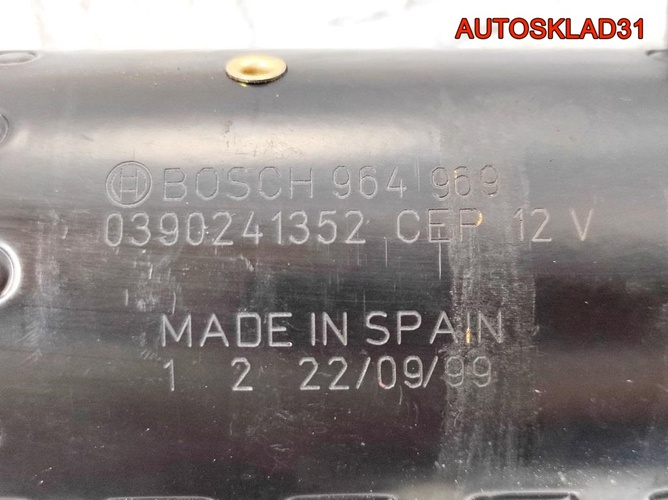 AUTOSKLAD31
BOSCH 964 969
0390241352 CEP 12 V
MADE IN SPAIN
1 2 22/09/99